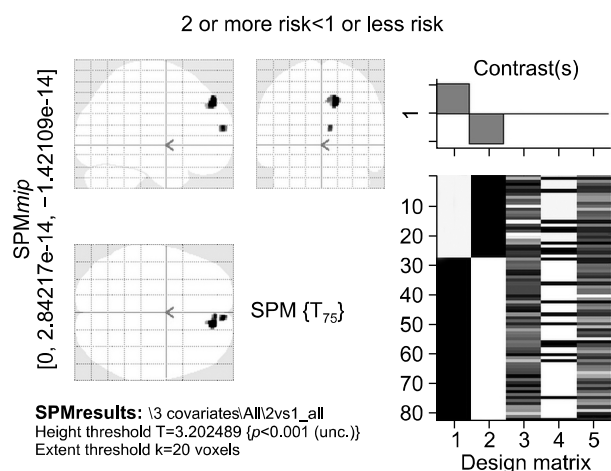 2 or more risk<1 or less risk
SPMmip
[0, 2.84217e-14, −1.42109e-14]
<
<
<
SPM {T75}
SPMresults: \3 covariates\All\2vs1_all
Height threshold T=3.202489 {p<0.001 (unc.)}
Extent threshold k=20 voxels
Contrast(s)
1
10
20
30
40
50
60
70
80
1 2 3 4 5
Design matrix